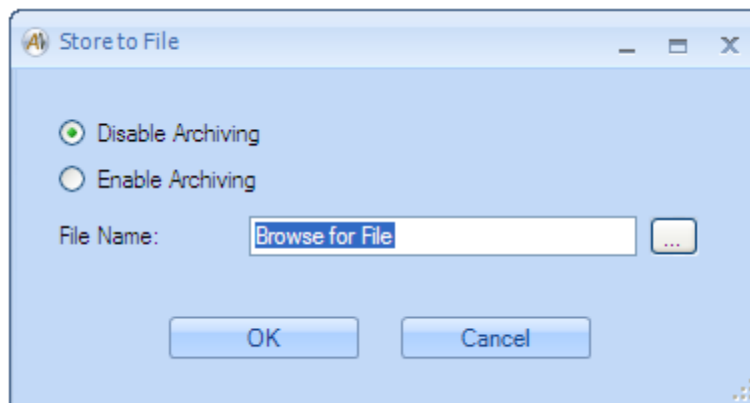 Store to File
Disable Archiving
Enable Archiving
File Name: Browse for File ...
OK Cancel